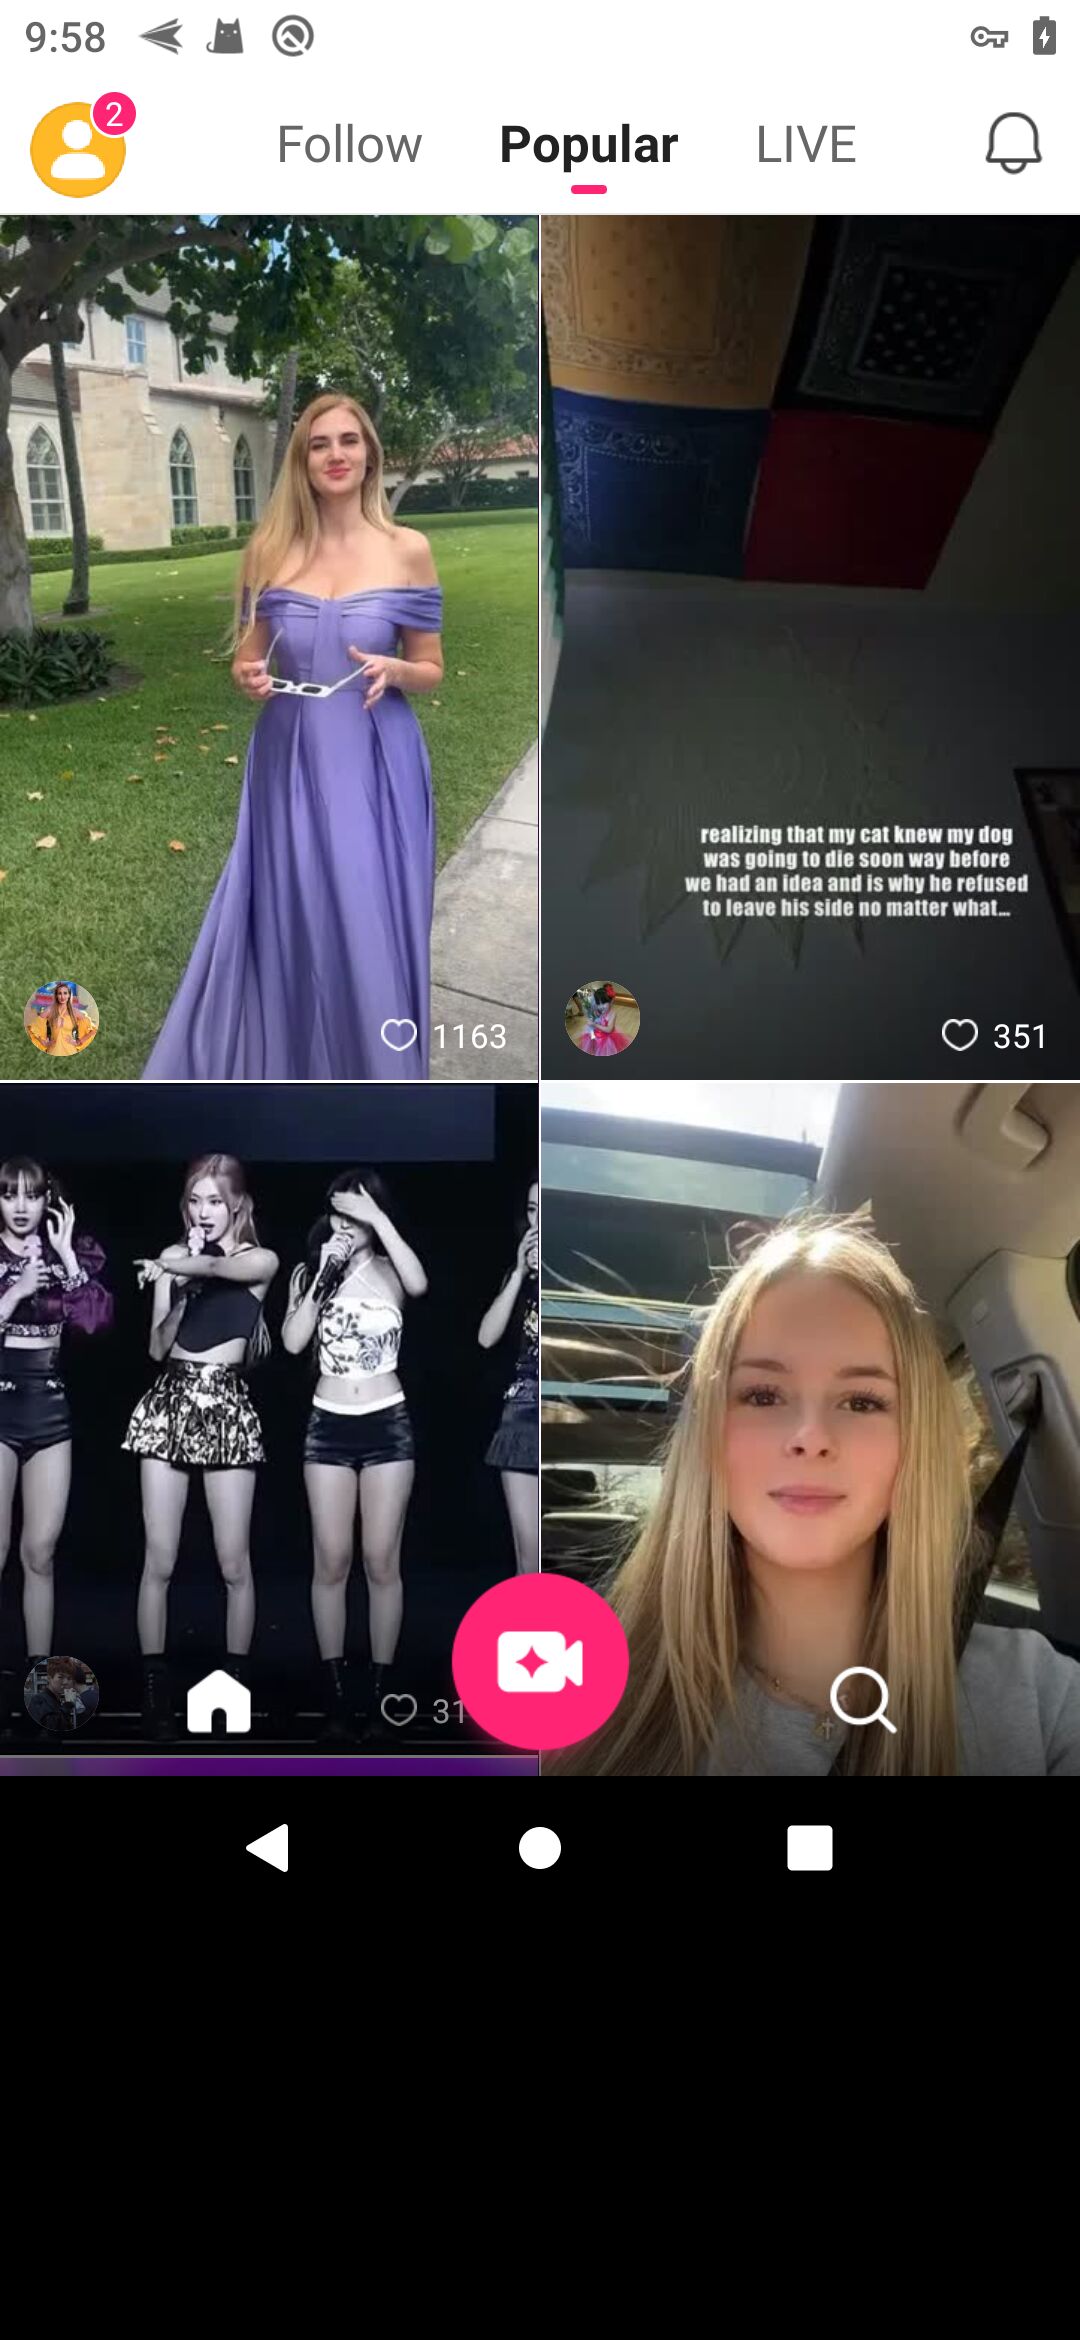 9:58
2
Follow
Popular
LIVE
realizing that my cat knew my dog
was going to die soon way before
we had an idea and is why he refused
to leave his side no matter what...
1163
351
31